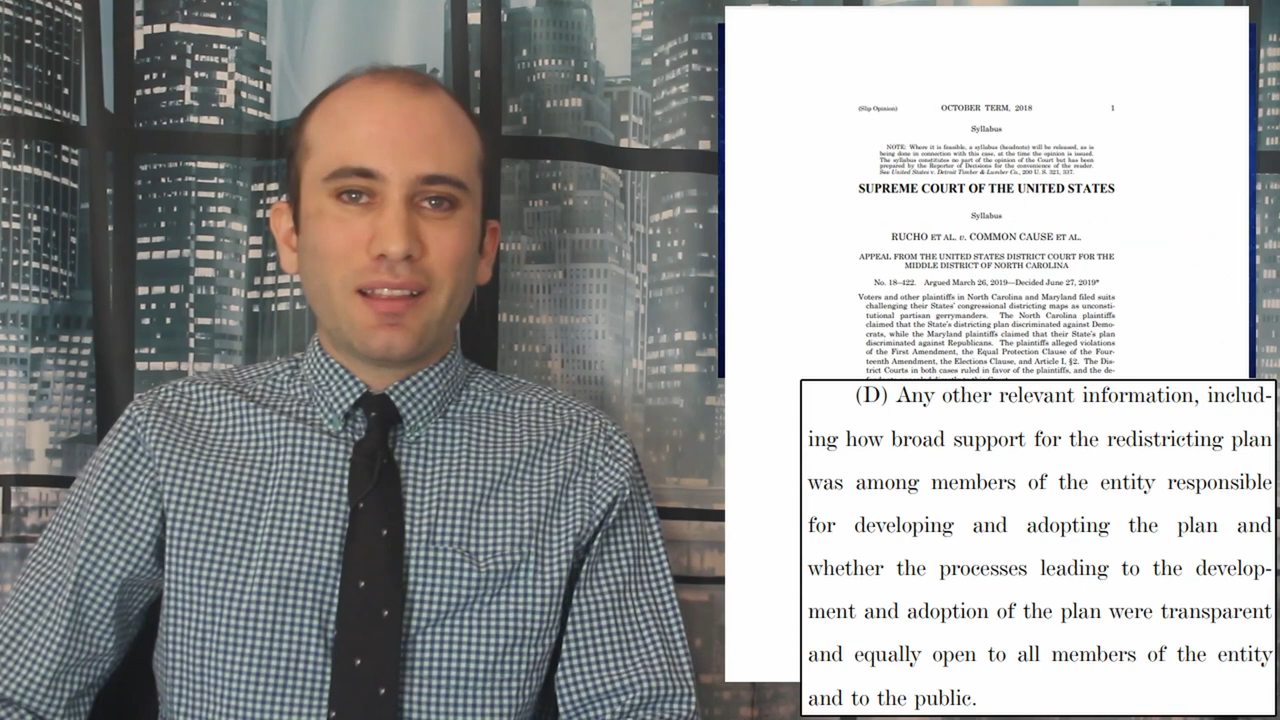 (Slip Opinion) OCTOBER TERM, 2018 1
Syllabus
NOTE: Where it is feasible, a syllabus (headnote) will be released, as is
being done in connection with this case, at the time the opinion is issued.
The syllabus constitutes no part of the opinion of the Court but has been
prepared by the Reporter of Decisions for the convenience of the reader.
See United States v. Detroit Timber & Lumber Co., 200 U. S. 321, 337.
SUPREME COURT OF THE UNITED STATES
Syllabus
RUCHO ET AL. v. COMMON CAUSE ET AL.
APPEAL FROM THE UNITED STATES DISTRICT COURT FOR THE
MIDDLE DISTRICT OF NORTH CAROLINA
No. 18–422. Argued March 26, 2019—Decided June 27, 2019*
Voters and other plaintiffs in North Carolina and Maryland filed suits
challenging their States' congressional districting maps as unconsti-
tutional partisan gerrymanders. The North Carolina plaintiffs
claimed that the State's districting plan discriminated against Demo-
crats, while the Maryland plaintiffs claimed that their State's plan
discriminated against Republicans. The plaintiffs alleged violations
of the First Amendment, the Equal Protection Clause of the Four-
teenth Amendment, the Elections Clause, and Article I, §2. The Dis-
trict Courts in both cases ruled in favor of the plaintiffs, and the de-
(D) Any other relevant information, includ-
ing how broad support for the redistricting plan
was among members of the entity responsible
for developing and adopting the plan and
whether the processes leading to the develop-
ment and adoption of the plan were transparent
and equally open to all members of the entity
and to the public.